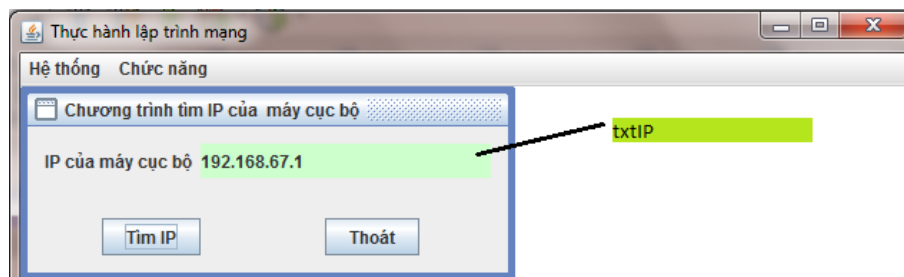 Thực hành lập trình mạng
Hệ thống Chức năng
Chương trình tìm IP của máy cục bộ
txtIP
IP của máy cục bộ 192.168.67.1
Tìm IP Thoát